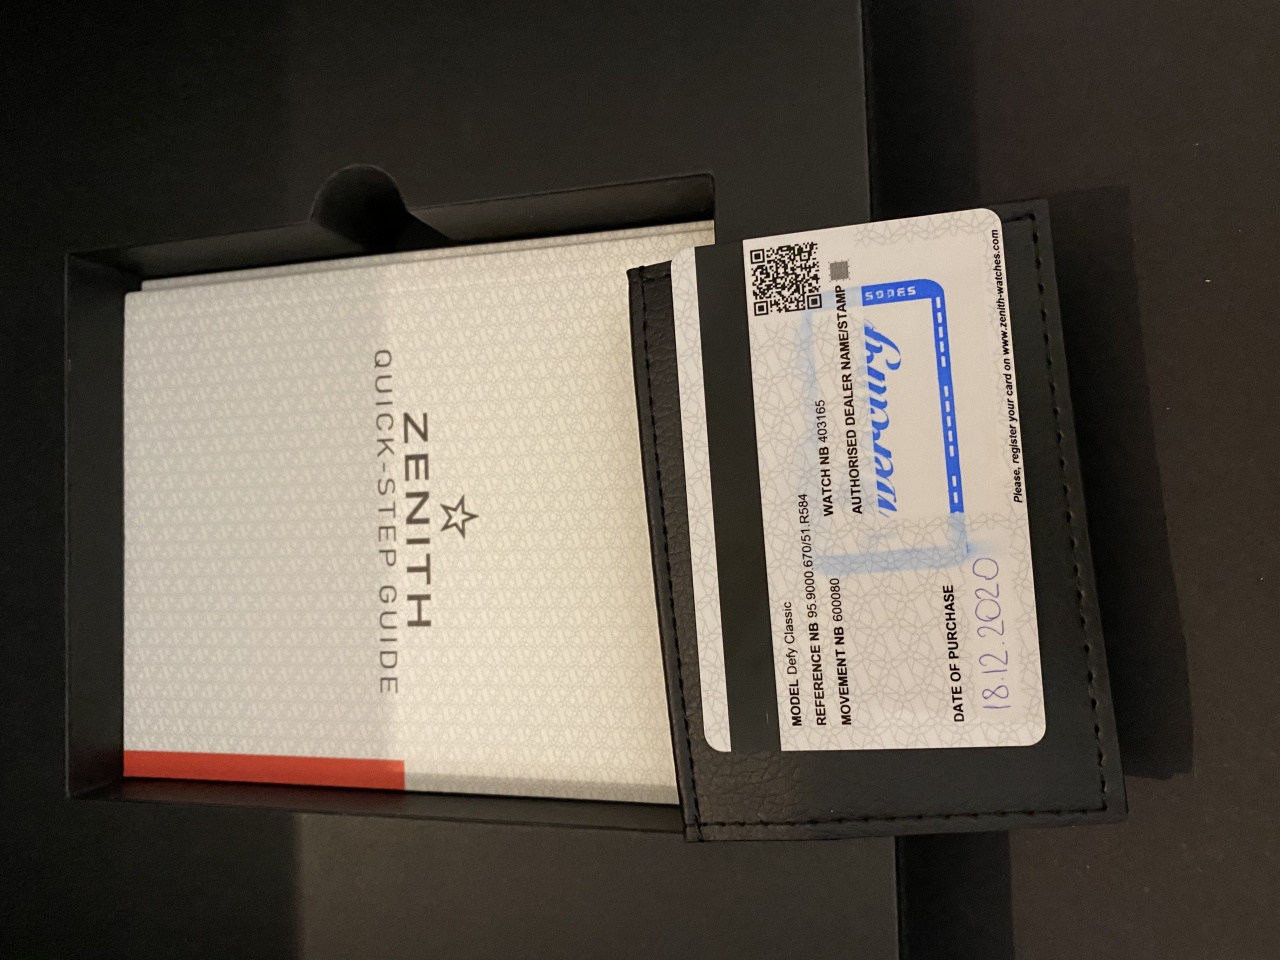 ZENITH
QUICK-STEP GUIDE
MODEL Defy Classic
REFERENCE NB 95.9000.670/51.R584
MOVEMENT NB 600080
WATCH NB 403165
AUTHORISED DEALER NAME/STAMP
Mercury
DATE OF PURCHASE
18.12.2020
Please, register your card on www.zenith-watches.com